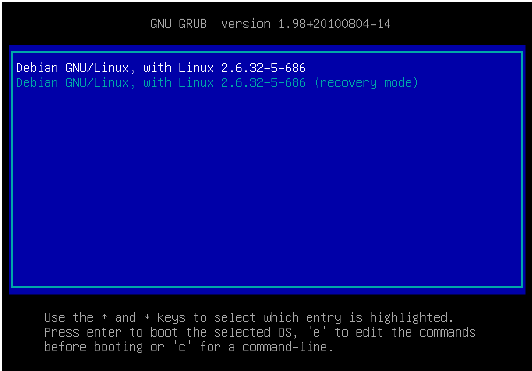 GNU GRUB  version 1.98+20100804-14
Debian GNU/Linux, with Linux 2.6.32-5-686
Debian GNU/Linux, with Linux 2.6.32-5-686 (recovery mode)
Use the ↑ and ↓ keys to select which entry is highlighted.
Press enter to boot the selected OS, 'e' to edit the commands
before booting or 'c' for a command-line.